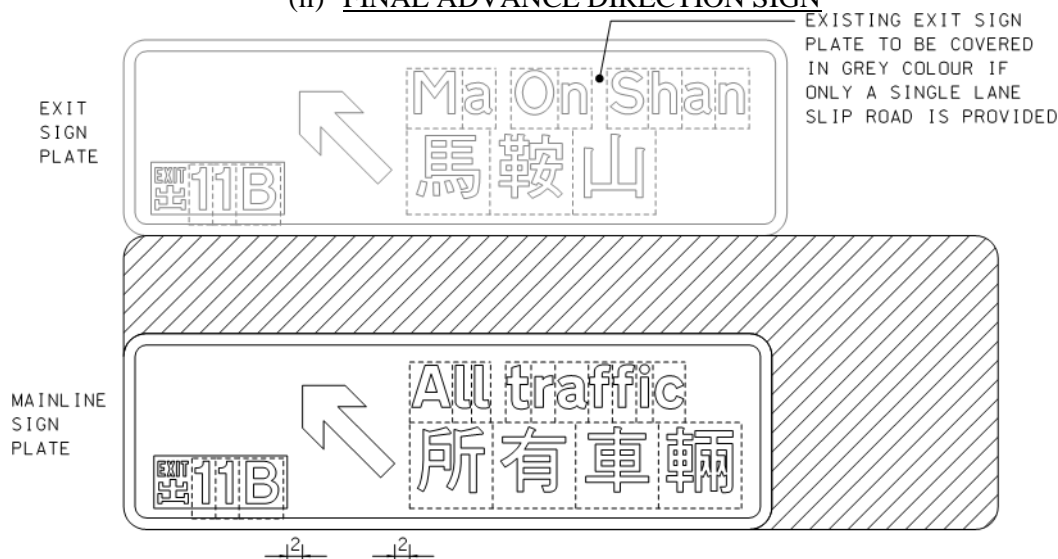 (ii) FINAL ADVANCE DIRECTION SIGN
EXISTING EXIT SIGN
PLATE TO BE COVERED
IN GREY COLOUR IF
ONLY A SINGLE LANE
SLIP ROAD IS PROVIDED
EXIT
SIGN
PLATE
Ma On Shan
馬鞍山
EXIT
出 11B
MAINLINE
SIGN
PLATE
All traffic
所有車輛
EXIT
出 11B
2
2